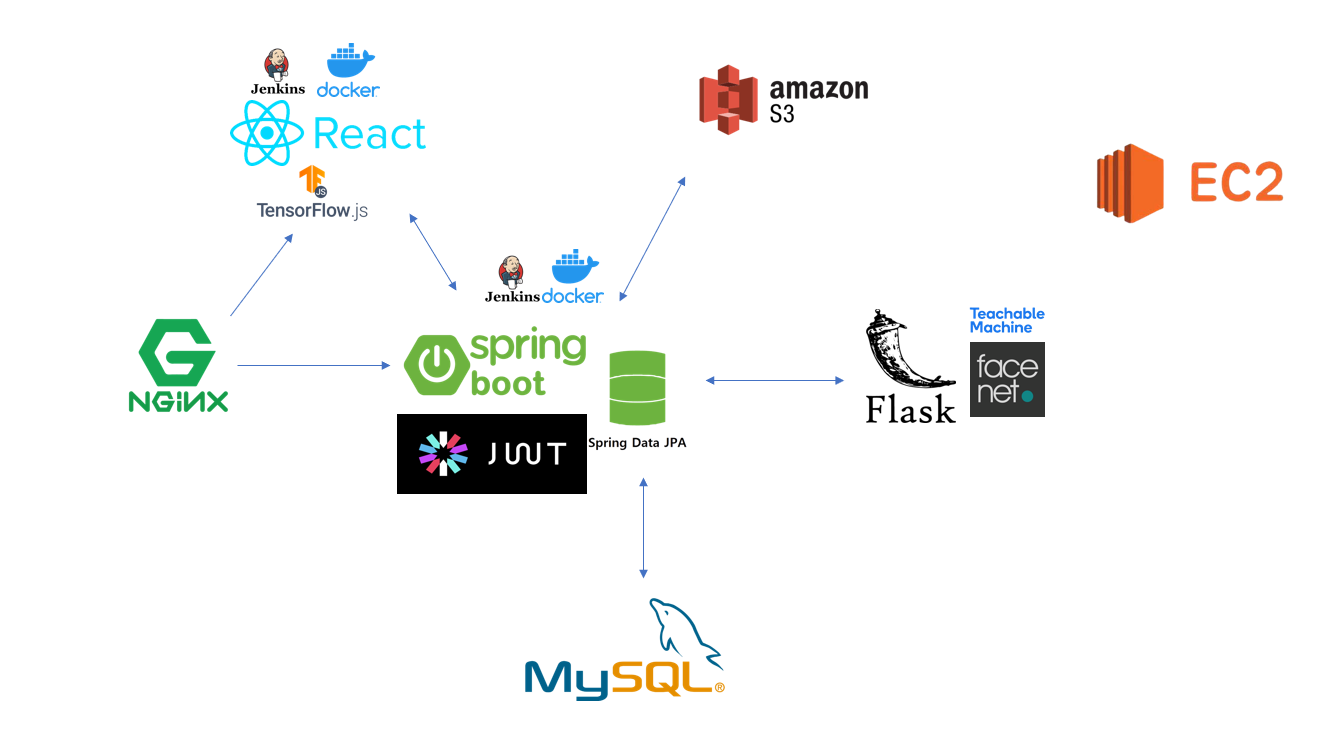 Jenkins
docker
React
JS
TensorFlow.js
amazon
S3
EC2
Jenkins
docker
NGiNX
spring
boot
JWT
Spring Data JPA
Flask
Teachable
Machine
face
net
MySQL®